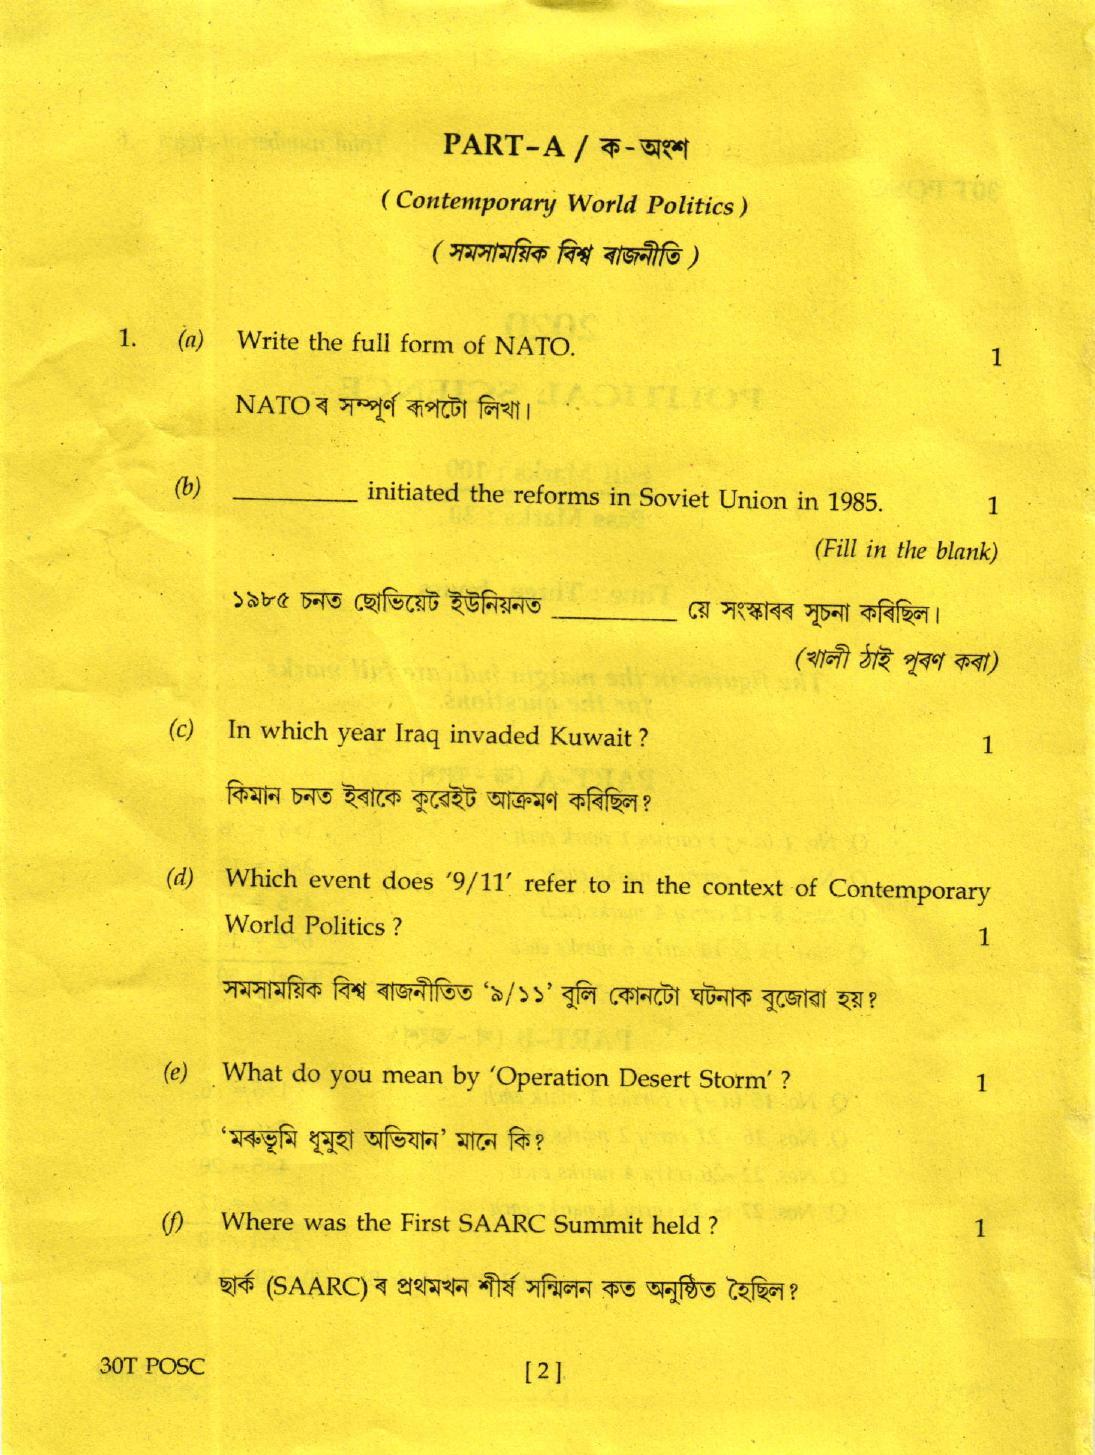 PART-A / ক-অংশ
( Contemporary World Politics )
( সমসাময়িক বিশ্ব ৰাজনীতি )
1. (a) Write the full form of NATO. 1
NATO ৰ সম্পূৰ্ণ ৰূপটো লিখা।
(b) __________ initiated the reforms in Soviet Union in 1985. 1
(Fill in the blank)
১৯৮৫ চনত ছোভিয়েট ইউনিয়নত __________ য়ে সংস্কাৰৰ সূচনা কৰিছিল।
(খালী ঠাই পূৰণ কৰা)
(c) In which year Iraq invaded Kuwait ? 1
কিমান চনত ইৰাকে কুৱেইট আক্ৰমণ কৰিছিল?
(d) Which event does '9/11' refer to in the context of Contemporary
World Politics ? 1
সমসাময়িক বিশ্ব ৰাজনীতিত ‘৯/১১’ বুলি কোনটো ঘটনাক বুজোৱা হয়?
(e) What do you mean by 'Operation Desert Storm' ? 1
‘মৰুভূমি ধুমুহা অভিযান’ মানে কি?
(f) Where was the First SAARC Summit held ? 1
ছাৰ্ক (SAARC) ৰ প্ৰথমখন শীৰ্ষ সন্মিলন কত অনুষ্ঠিত হৈছিল?
30T POSC [ 2 ]